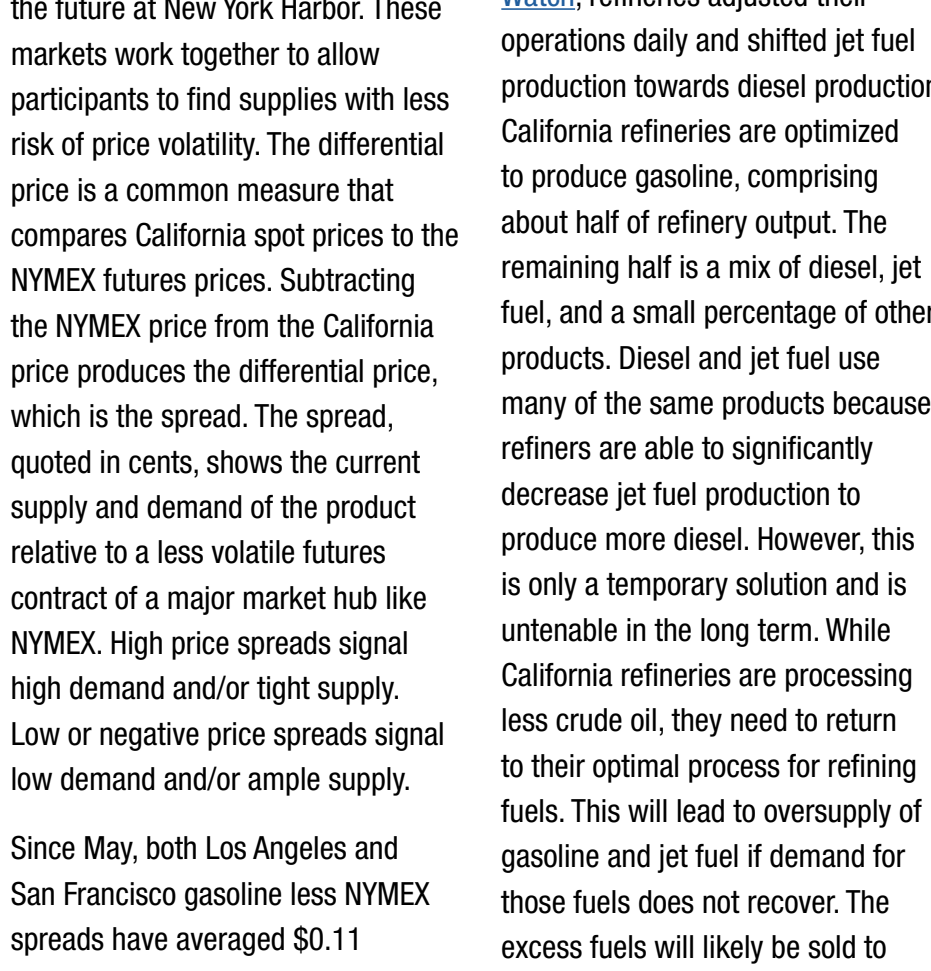 the future at New York Harbor. These
markets work together to allow
participants to find supplies with less
risk of price volatility. The differential
price is a common measure that
compares California spot prices to the
NYMEX futures prices. Subtracting
the NYMEX price from the California
price produces the differential price,
which is the spread. The spread,
quoted in cents, shows the current
supply and demand of the product
relative to a less volatile futures
contract of a major market hub like
NYMEX. High price spreads signal
high demand and/or tight supply.
Low or negative price spreads signal
low demand and/or ample supply.
Since May, both Los Angeles and
San Francisco gasoline less NYMEX
spreads have averaged $0.11
Watch, refineries adjusted their
operations daily and shifted jet fuel
production towards diesel production
California refineries are optimized
to produce gasoline, comprising
about half of refinery output. The
remaining half is a mix of diesel, jet
fuel, and a small percentage of other
products. Diesel and jet fuel use
many of the same products because
refiners are able to significantly
decrease jet fuel production to
produce more diesel. However, this
is only a temporary solution and is
untenable in the long term. While
California refineries are processing
less crude oil, they need to return
to their optimal process for refining
fuels. This will lead to oversupply of
gasoline and jet fuel if demand for
those fuels does not recover. The
excess fuels will likely be sold to